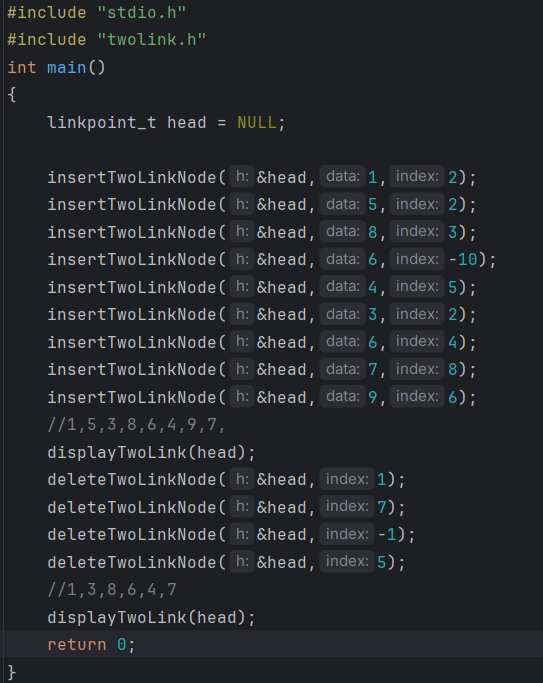 #include "stdio.h"
#include "twolink.h"
int main()
{
    linkpoint_t head = NULL;

    insertTwoLinkNode( h: &head, data: 1, index: 2);
    insertTwoLinkNode( h: &head, data: 5, index: 2);
    insertTwoLinkNode( h: &head, data: 8, index: 3);
    insertTwoLinkNode( h: &head, data: 6, index: -10);
    insertTwoLinkNode( h: &head, data: 4, index: 5);
    insertTwoLinkNode( h: &head, data: 3, index: 2);
    insertTwoLinkNode( h: &head, data: 6, index: 4);
    insertTwoLinkNode( h: &head, data: 7, index: 8);
    insertTwoLinkNode( h: &head, data: 9, index: 6);
    //1,5,3,8,6,4,9,7,
    displayTwoLink(head);
    deleteTwoLinkNode( h: &head, index: 1);
    deleteTwoLinkNode( h: &head, index: 7);
    deleteTwoLinkNode( h: &head, index: -1);
    deleteTwoLinkNode( h: &head, index: 5);
    //1,3,8,6,4,7
    displayTwoLink(head);
    return 0;
}